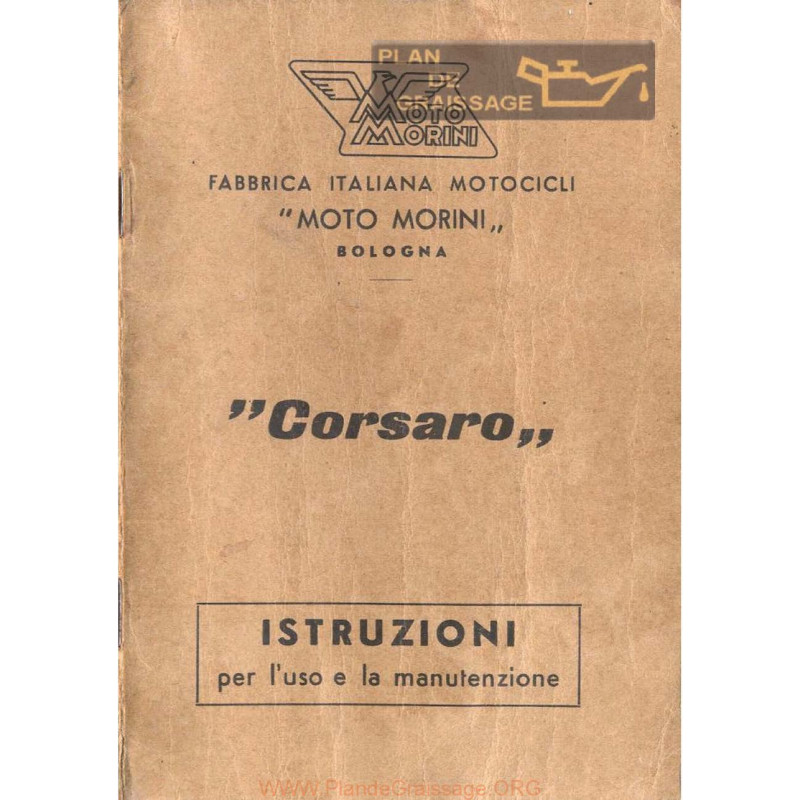 PLAN
DE
GRAISSAGE
MOTO
MORINI
FABBRICA ITALIANA MOTOCICLI
"MOTO MORINI„
BOLOGNA
"Corsaro„
ISTRUZIONI
per l'uso e la manutenzione
www.PlandeGraissage.ORG